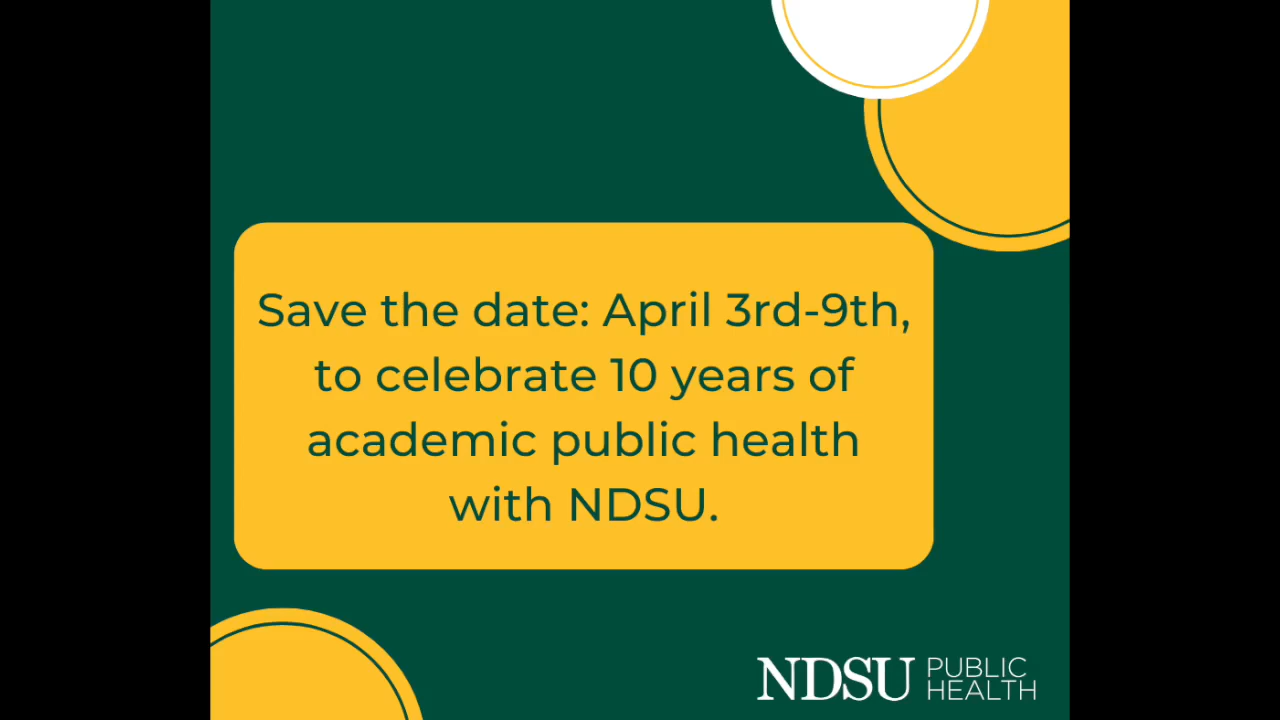 Save the date: April 3rd-9th,
to celebrate 10 years of
academic public health
with NDSU.
NDSU PUBLIC
HEALTH